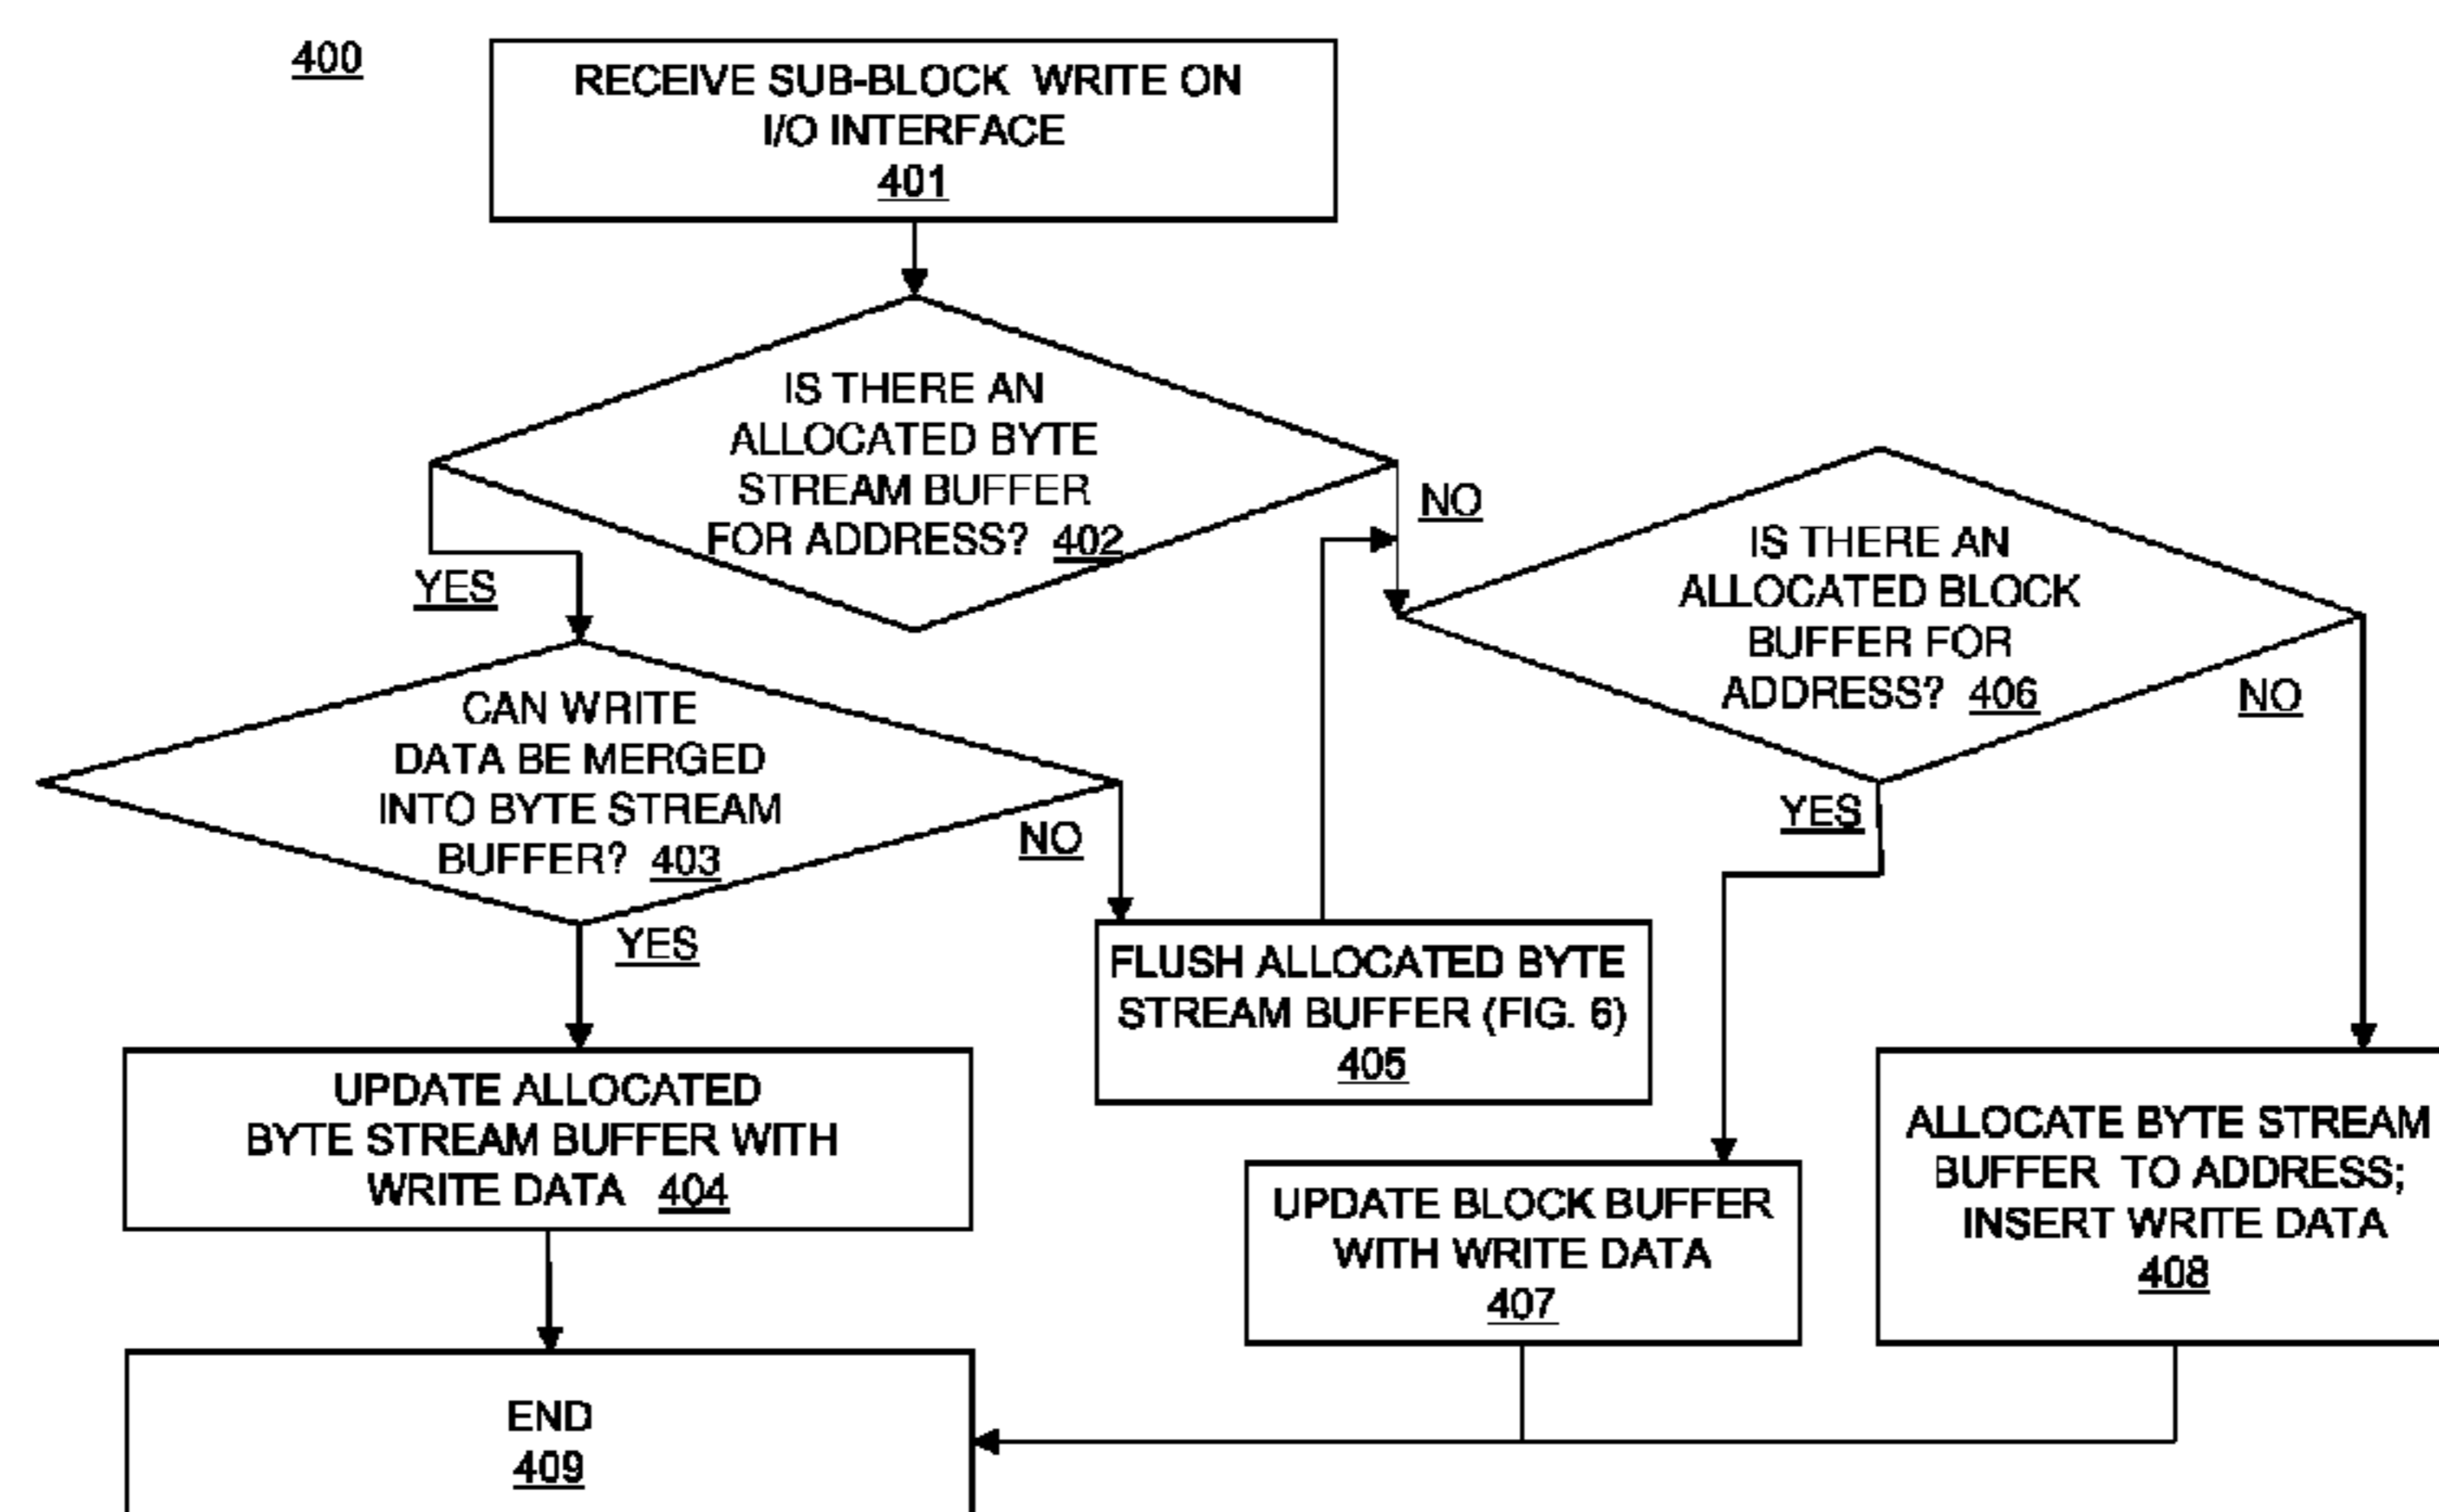 400
RECEIVE SUB-BLOCK WRITE ON
I/O INTERFACE
401
IS THERE AN
ALLOCATED BYTE
STREAM BUFFER
FOR ADDRESS? 402
YES
NO
CAN WRITE
DATA BE MERGED
INTO BYTE STREAM
BUFFER? 403
NO
YES
IS THERE AN
ALLOCATED BLOCK
BUFFER FOR
ADDRESS? 406
YES
NO
UPDATE ALLOCATED
BYTE STREAM BUFFER WITH
WRITE DATA 404
FLUSH ALLOCATED BYTE
STREAM BUFFER (FIG. 6)
405
UPDATE BLOCK BUFFER
WITH WRITE DATA
407
ALLOCATE BYTE STREAM
BUFFER TO ADDRESS;
INSERT WRITE DATA
408
END
409